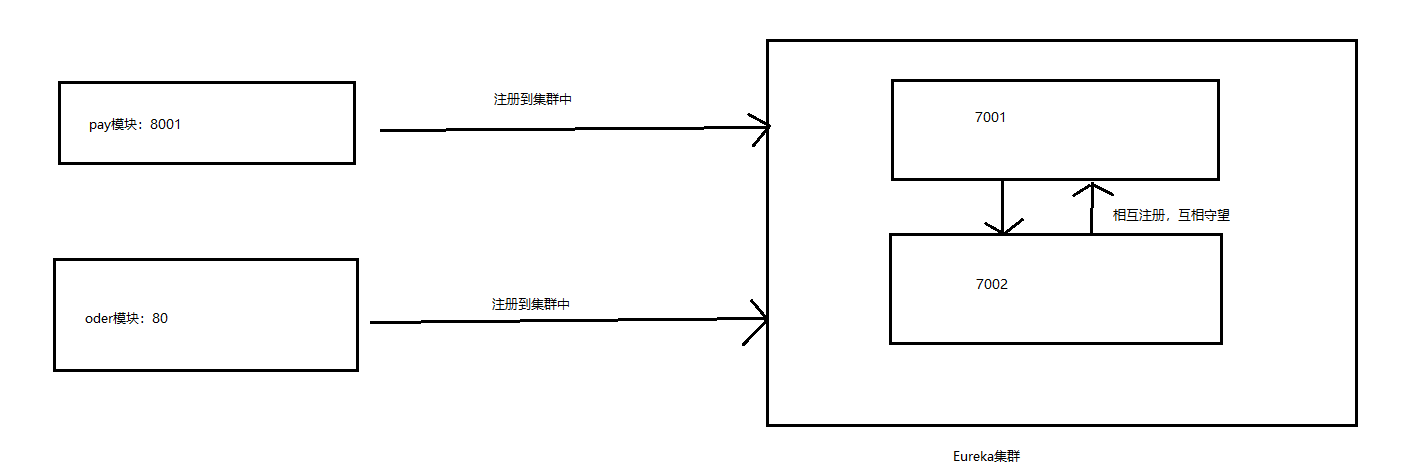 pay模块：8001
注册到集群中
7001
相互注册，互相守望
7002
oder模块：80
注册到集群中
Eureka集群